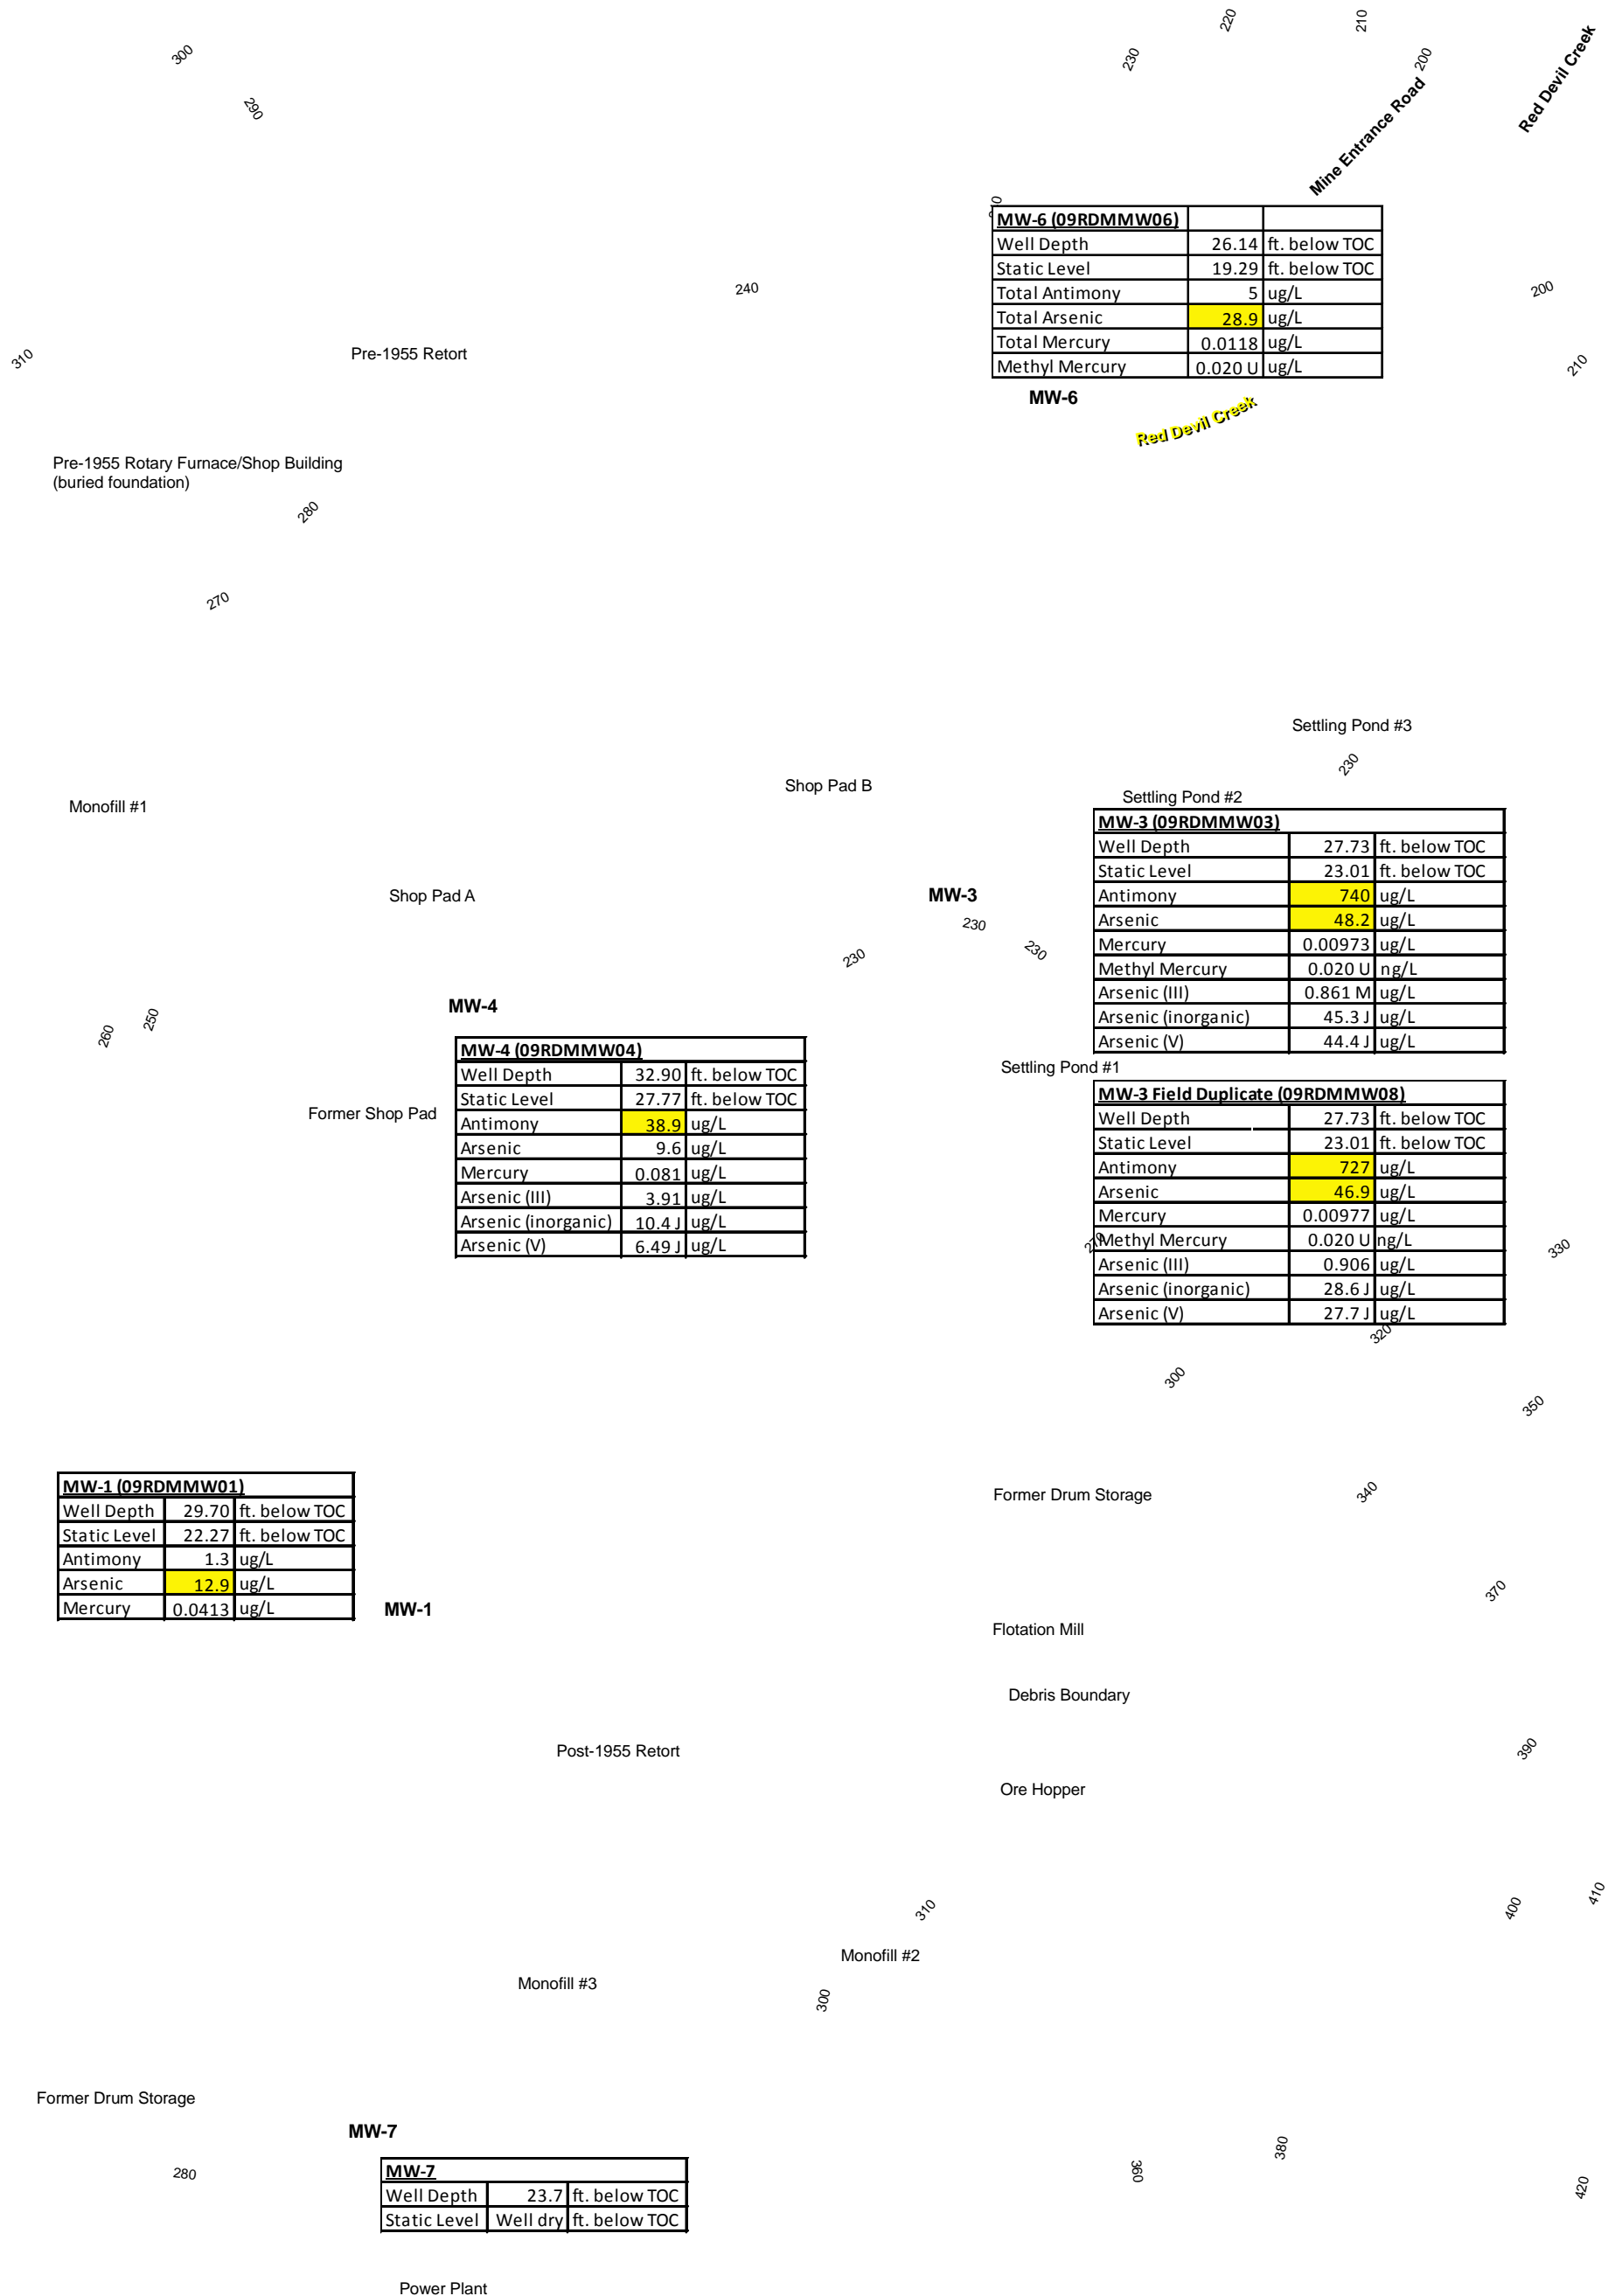 220
210
300
230
200
Red Devil Creek
290
Mine Entrance Road
MW-6 (09RDMMW06)
Well Depth 26.14 ft. below TOC
Static Level 19.29 ft. below TOC
Total Antimony 5 ug/L
Total Arsenic 28.9 ug/L
Total Mercury 0.0118 ug/L
Methyl Mercury 0.020 U ug/L
240
200
310
Pre-1955 Retort
210
MW-6
Red Devil Creek
Pre-1955 Rotary Furnace/Shop Building
(buried foundation)
280
270
Settling Pond #3
230
Shop Pad B
Settling Pond #2
Monofill #1
MW-3 (09RDMMW03)
Well Depth 27.73 ft. below TOC
Static Level 23.01 ft. below TOC
Antimony 740 ug/L
Arsenic 48.2 ug/L
Mercury 0.00973 ug/L
Methyl Mercury 0.020 U ng/L
Arsenic (III) 0.861 M ug/L
Arsenic (inorganic) 45.3 J ug/L
Arsenic (V) 44.4 J ug/L
Shop Pad A
MW-3
230
230
230
MW-4
260
250
MW-4 (09RDMMW04)
Well Depth 32.90 ft. below TOC
Static Level 27.77 ft. below TOC
Antimony 38.9 ug/L
Arsenic 9.6 ug/L
Mercury 0.081 ug/L
Arsenic (III) 3.91 ug/L
Arsenic (inorganic) 10.4 J ug/L
Arsenic (V) 6.49 J ug/L
Settling Pond #1
Former Shop Pad
MW-3 Field Duplicate (09RDMMW08)
Well Depth 27.73 ft. below TOC
Static Level 23.01 ft. below TOC
Antimony 727 ug/L
Arsenic 46.9 ug/L
Mercury 0.00977 ug/L
Methyl Mercury 0.020 U ng/L
Arsenic (III) 0.906 ug/L
Arsenic (inorganic) 28.6 J ug/L
Arsenic (V) 27.7 J ug/L
270
330
320
300
350
MW-1 (09RDMMW01)
Well Depth 29.70 ft. below TOC
Static Level 22.27 ft. below TOC
Antimony 1.3 ug/L
Arsenic 12.9 ug/L
Mercury 0.0413 ug/L
MW-1
Former Drum Storage
340
370
Flotation Mill
Debris Boundary
Post-1955 Retort
390
Ore Hopper
310
400
410
Monofill #2
Monofill #3
300
Former Drum Storage
MW-7
280
MW-7
Well Depth 23.7 ft. below TOC
Static Level Well dry ft. below TOC
360
380
420
Power Plant